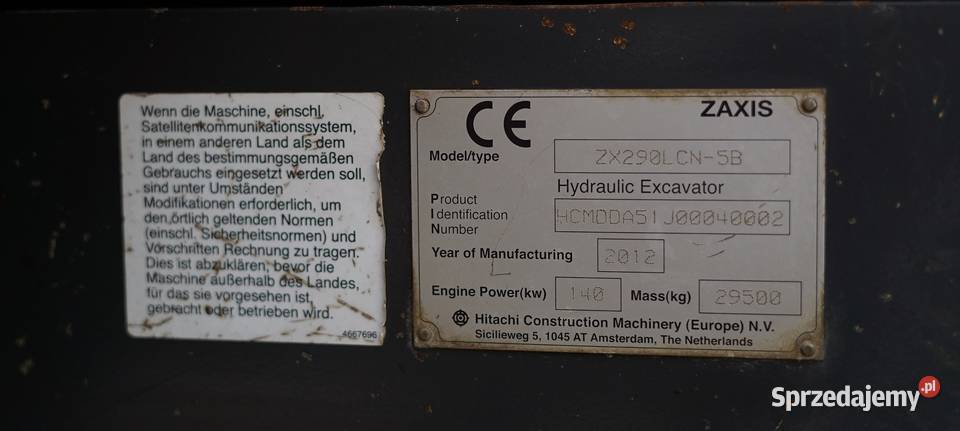 Wenn die Maschine, einschl.
Satellitenkommunikationssystem,
in einem anderen Land als dem
Land des bestimmungsgemäßen
Gebrauchs eingesetzt werden soll,
sind unter Umständen
Modifikationen erforderlich, um
den örtlich geltenden Normen
(einschl. Sicherheitsnormen) und
Vorschriften Rechnung zu tragen.
Dies ist abzuklären, bevor die
Maschine außerhalb des Landes,
für das sie vorgesehen ist,
gebracht oder betrieben wird.
4667696
CE ZAXIS
Model/type ZX290LCN-5B
Hydraulic Excavator
Product
Identification HCMDDA51J00040002
Number
Year of Manufacturing 2012
Engine Power(kw) 140 Mass(kg) 29500
Hitachi Construction Machinery (Europe) N.V.
Sicilieweg 5, 1045 AT Amsterdam, The Netherlands
Sprzedajemy.pl